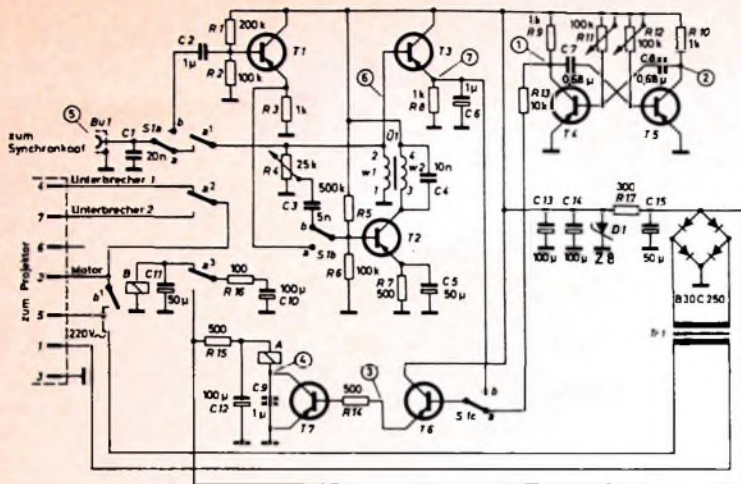 R1
200k
C2
1µ
R2
100k
T1
R3
1k
T3
7
1µ
C6
1k
R8
6
1k
R9
100k
R11
R12
100k
R10
1k
1
C7
0,68µ
C8
0,68µ
2
R13
10k
T4
T5
5
Bu1
zum
Synchronkopf
C1
20n
S1a
b
a
a¹
R4
25k
C3
5n
500k
R5
Ü1
2
w1
1
4
w2
3
10n
C4
T2
b
a
S1b
R6
100k
R7
500
C5
50µ
4
Unterbrecher 1
a²
7
Unterbrecher 2
6
2
Motor
b¹
5
220V~
1
3
zum Projektor
B
C11
50µ
a³
100
R16
100µ
C10
500
R15
A
4
100µ
C12
C9
1µ
T7
500
R14
3
T6
S1c
b
a
C13
100µ
C14
100µ
D1
Z8
300
R17
C15
50µ
B30C250
Tr1